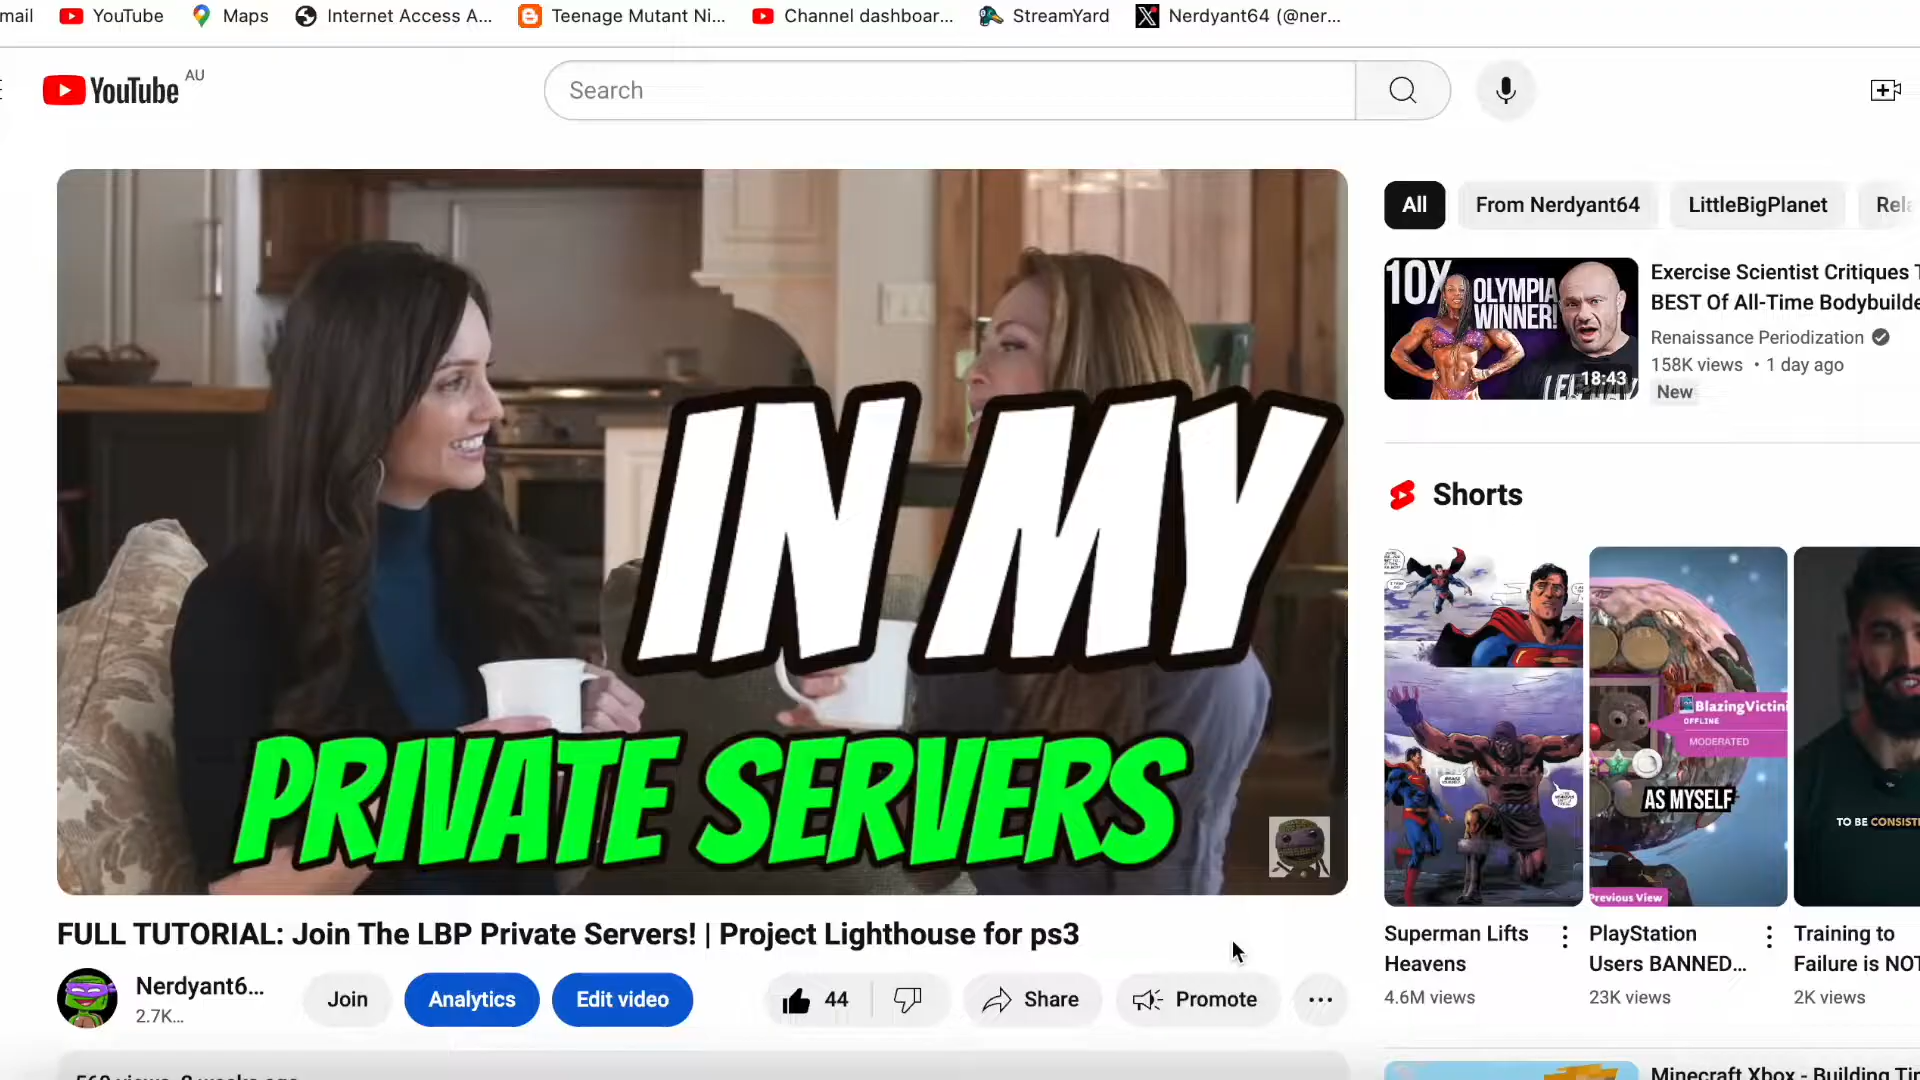 mail YouTube Maps Internet Access A... Teenage Mutant Ni... Channel dashboar... StreamYard Nerdyant64 (@ner...
YouTube AU
Search
IN MY
PRIVATE SERVERS
FULL TUTORIAL: Join The LBP Private Servers! | Project Lighthouse for ps3
Nerdyant6...
2.7K...
Join
Analytics
Edit video
44
Share
Promote
All
From Nerdyant64
LittleBigPlanet
10X
OLYMPIA
WINNER!
18:43
Exercise Scientist Critiques
BEST Of All-Time
Renaissance Periodization
158K views • 1 day ago
New
Shorts
OFFLINE
MODERATED
AS MYSELF
Previous View
TO BE
Superman Lifts
Heavens
4.6M views
PlayStation
Users BANNED...
23K views
Training to
Failure is
2K views
Minecraft Xbox - Building